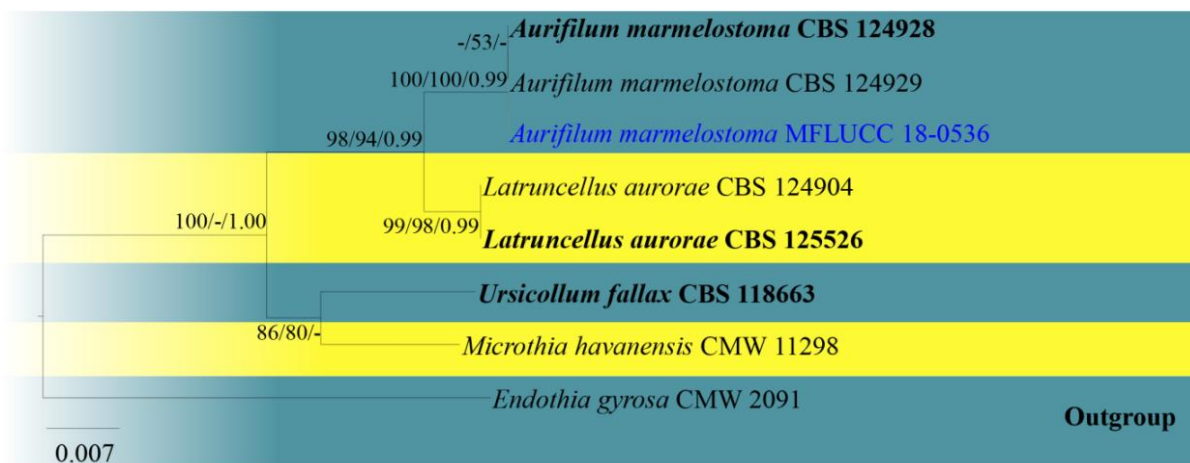 Aurifilum marmelostoma CBS 124928
-/53/-
100/100/0.99
Aurifilum marmelostoma CBS 124929
98/94/0.99
Aurifilum marmelostoma MFLUCC 18-0536
Latruncellus aurorae CBS 124904
100/-/1.00
99/98/0.99
Latruncellus aurorae CBS 125526
Ursicollum fallax CBS 118663
86/80/-
Microthia havanensis CMW 11298
Endothia gyrosa CMW 2091
Outgroup
0.007